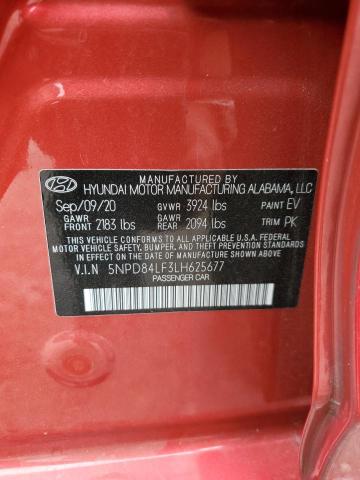 MANUFACTURED BY
HYUNDAI MOTOR MANUFACTURING ALABAMA, LLC
Sep/09/20 GVWR 3924 lbs PAINT EV
GAWR FRONT 2183 lbs GAWR REAR 2094 lbs TRIM PK
THIS VEHICLE CONFORMS TO ALL APPLICABLE U.S. FEDERAL MOTOR
VEHICLE SAFETY, BUMPER, AND THEFT PREVENTION STANDARDS
IN EFFECT ON THE DATE OF MANUFACTURE SHOWN ABOVE.
V.I.N 5NPD84LF3LH625677
PASSENGER CAR